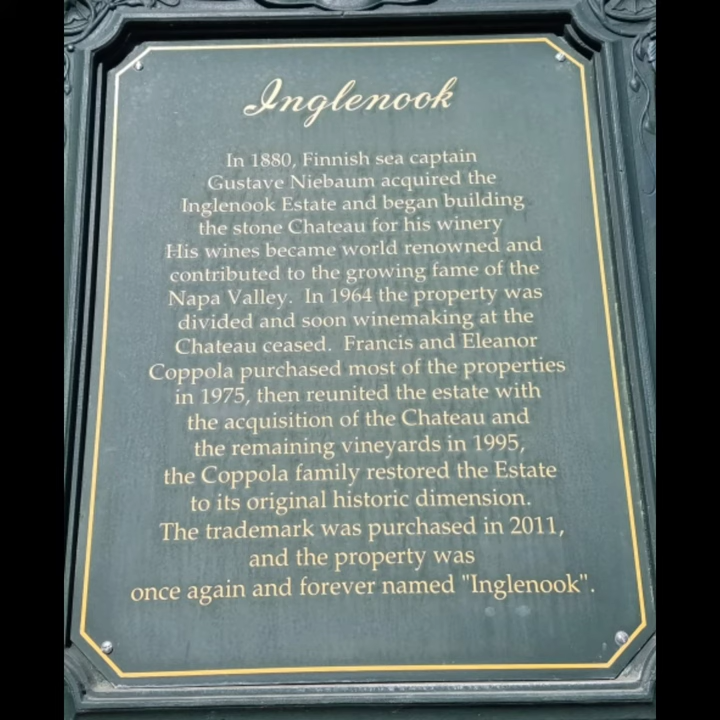 Inglenook
In 1880, Finnish sea captain
Gustave Niebaum acquired the
Inglenook Estate and began building
the stone Chateau for his winery
His wines became world renowned and
contributed to the growing fame of the
Napa Valley. In 1964 the property was
divided and soon winemaking at the
Chateau ceased. Francis and Eleanor
Coppola purchased most of the properties
in 1975, then reunited the estate with
the acquisition of the Chateau and
the remaining vineyards in 1995,
the Coppola family restored the Estate
to its original historic dimension.
The trademark was purchased in 2011,
and the property was
once again and forever named "Inglenook".